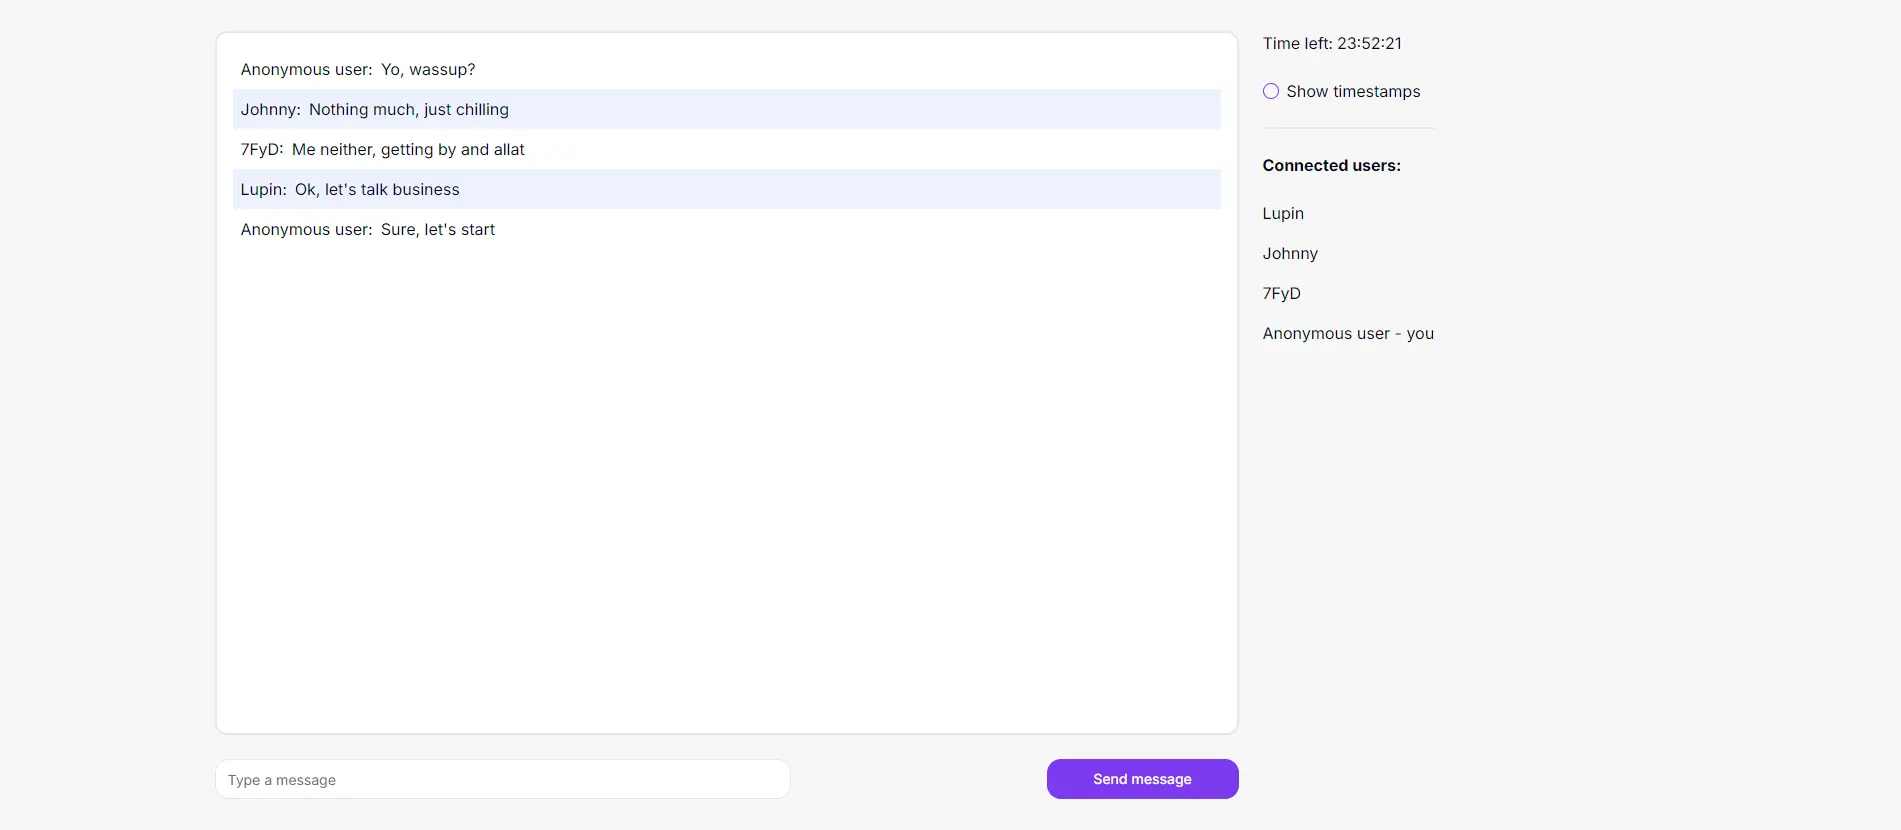 Anonymous user: Yo, wassup?
Johnny: Nothing much, just chilling
7FyD: Me neither, getting by and allat
Lupin: Ok, let's talk business
Anonymous user: Sure, let's start
Type a message
Send message
Time left: 23:52:21
Show timestamps
Connected users:
Lupin
Johnny
7FyD
Anonymous user - you